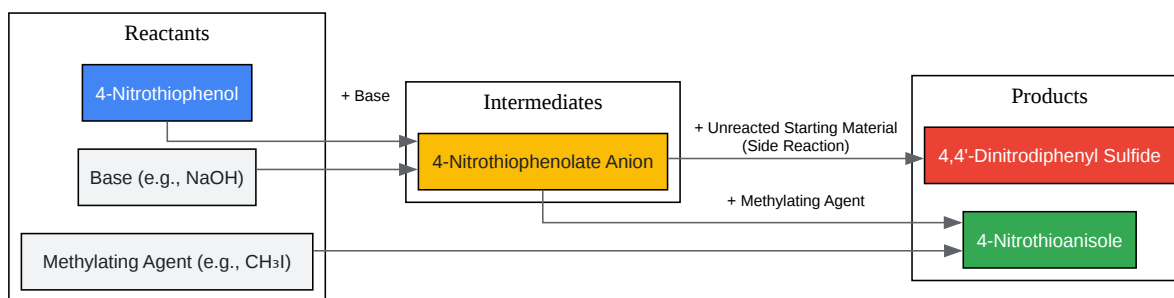 Reactants
4-Nitrothiophenol
Base (e.g., NaOH)
Methylating Agent (e.g., CH₃I)
+ Base
Intermediates
4-Nitrothiophenolate Anion
+ Unreacted Starting Material
(Side Reaction)
+ Methylating Agent
Products
4,4'-Dinitrodiphenyl Sulfide
4-Nitrothioanisole